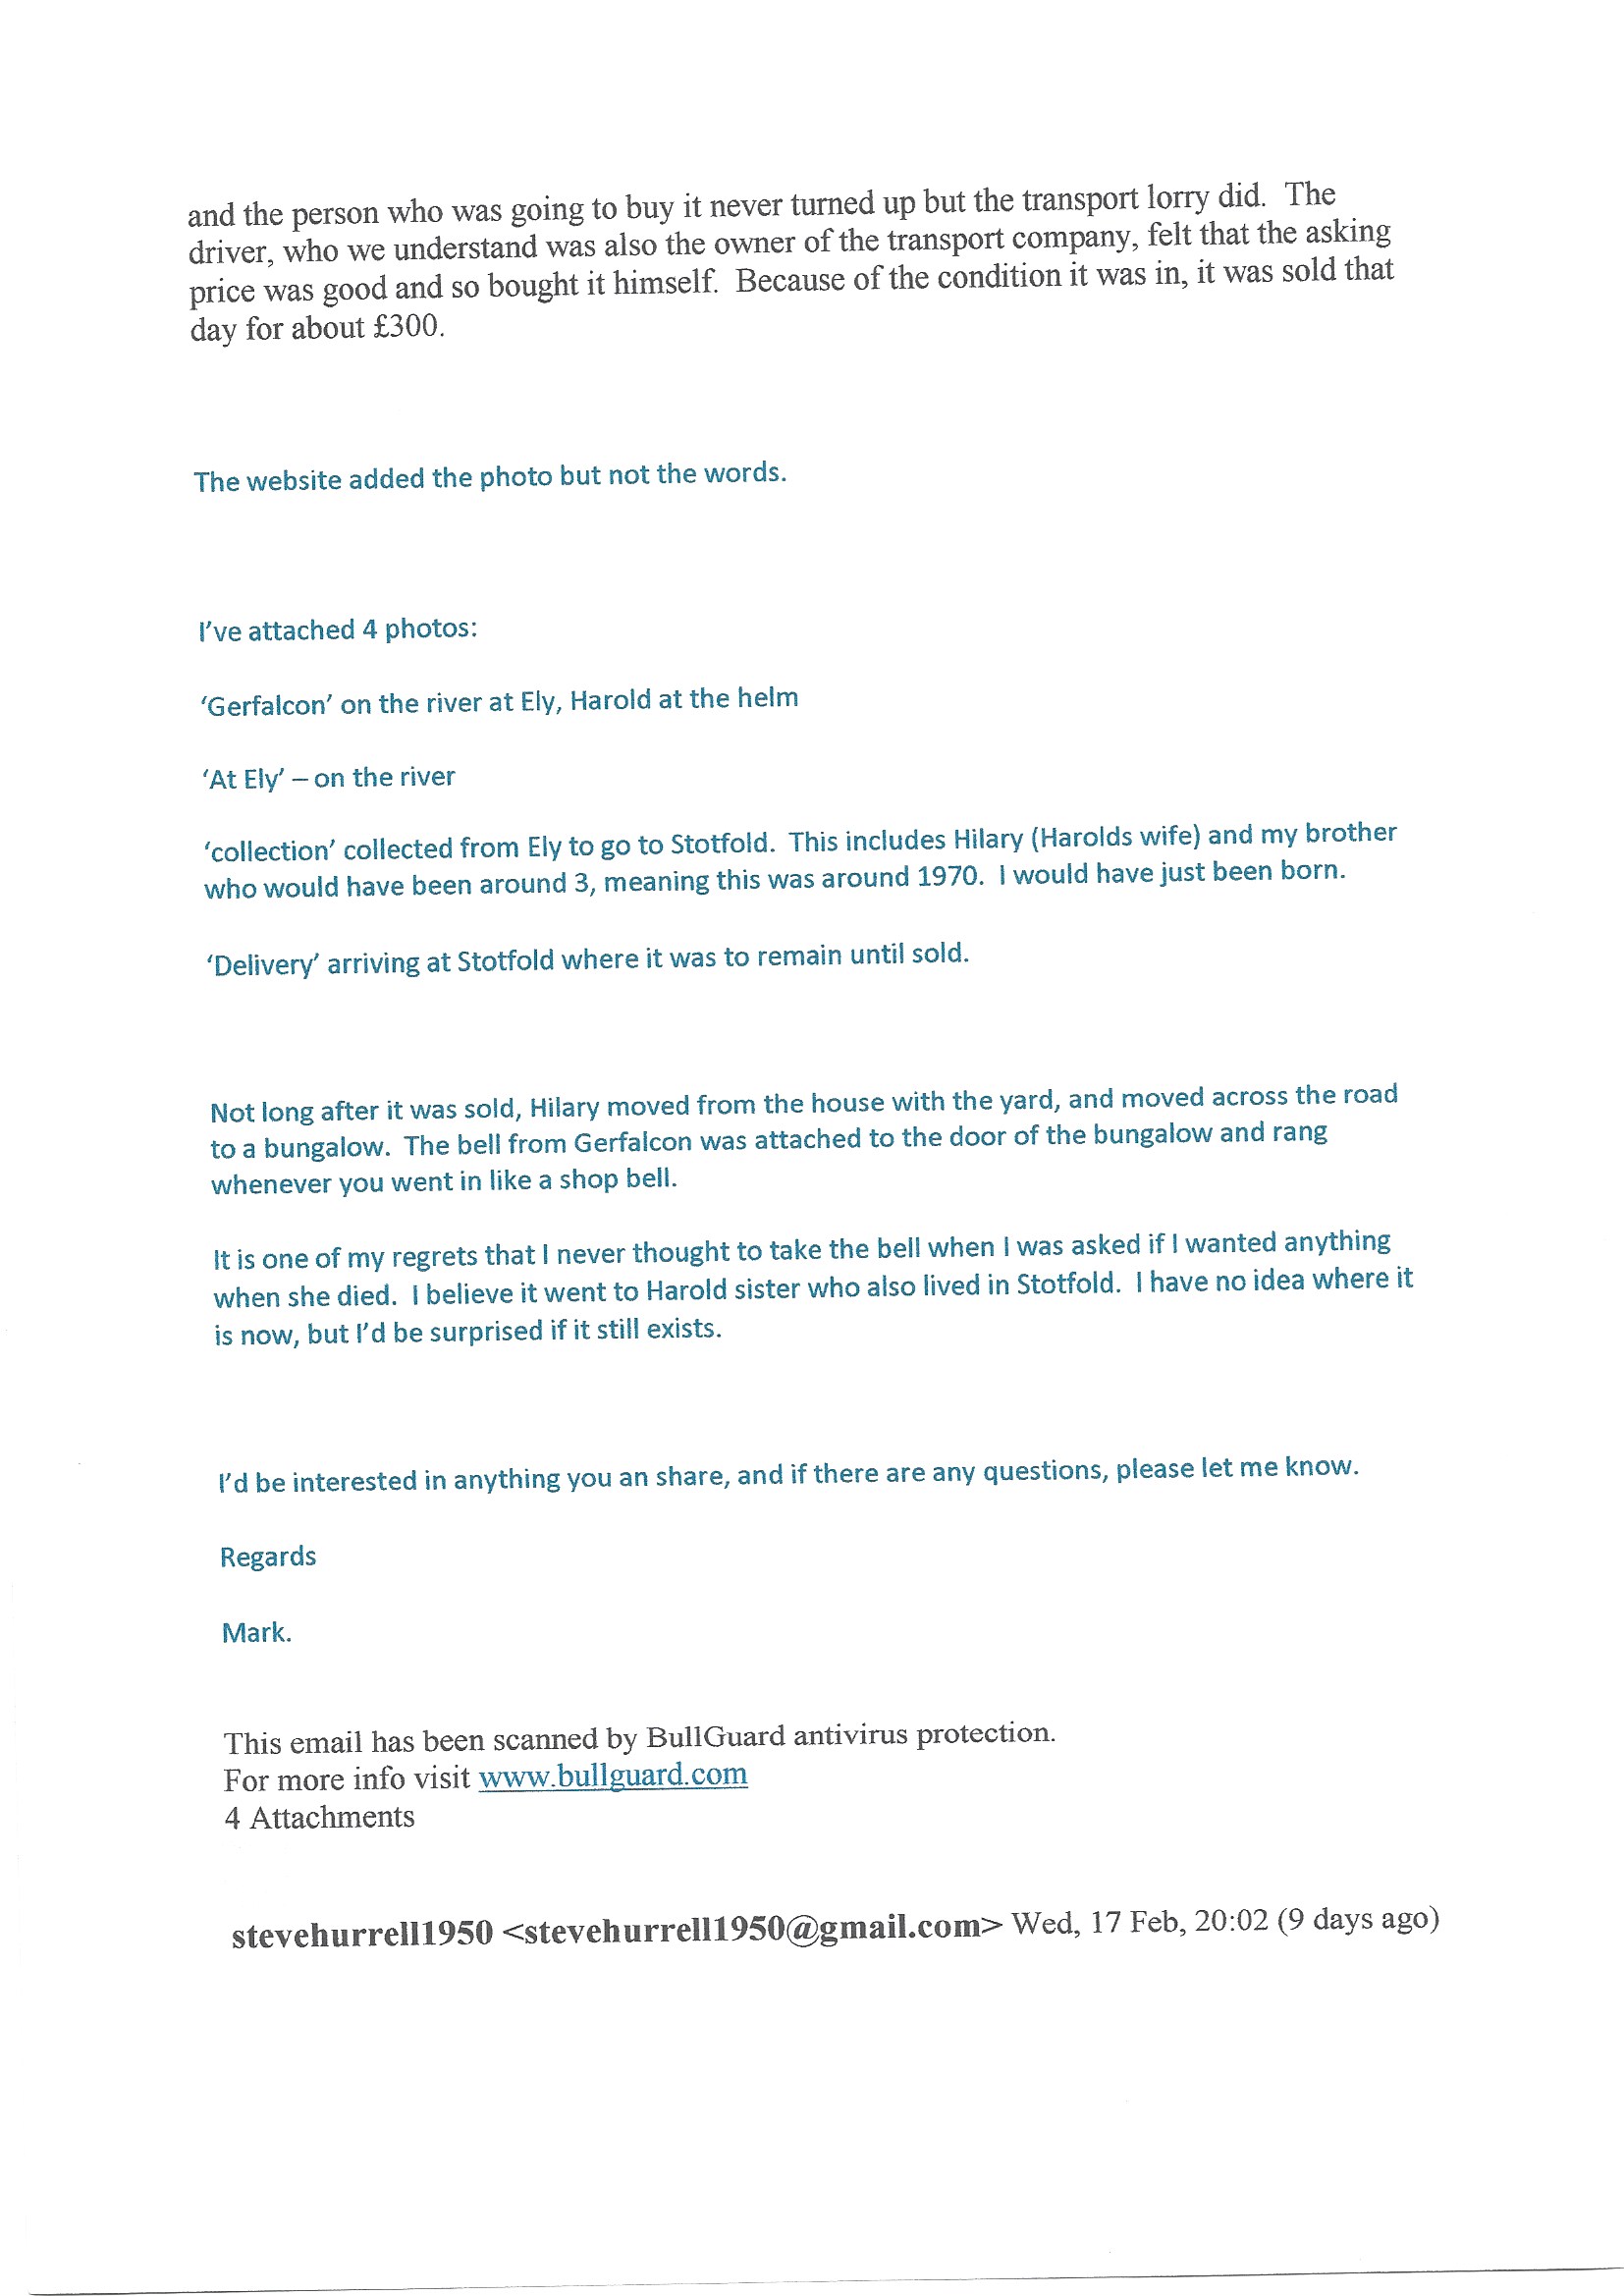 and the person who was going to buy it never turned up but the transport lorry did.  The
driver, who we understand was also the owner of the transport company, felt that the asking
price was good and so bought it himself.  Because of the condition it was in, it was sold that
day for about £300.
The website added the photo but not the words.
I’ve attached 4 photos:
‘Gerfalcon’ on the river at Ely, Harold at the helm
‘At Ely’ – on the river
‘collection’ collected from Ely to go to Stotfold.  This includes Hilary (Harolds wife) and my brother
who would have been around 3, meaning this was around 1970.  I would have just been born.
‘Delivery’ arriving at Stotfold where it was to remain until sold.
Not long after it was sold, Hilary moved from the house with the yard, and moved across the road
to a bungalow.  The bell from Gerfalcon was attached to the door of the bungalow and rang
whenever you went in like a shop bell.
It is one of my regrets that I never thought to take the bell when I was asked if I wanted anything
when she died.  I believe it went to Harold sister who also lived in Stotfold.  I have no idea where it
is now, but I’d be surprised if it still exists.
I’d be interested in anything you an share, and if there are any questions, please let me know.
Regards
Mark.
This email has been scanned by BullGuard antivirus protection.
For more info visit www.bullguard.com
4 Attachments
stevehurrell1950 <stevehurrell1950@gmail.com> Wed, 17 Feb, 20:02 (9 days ago)